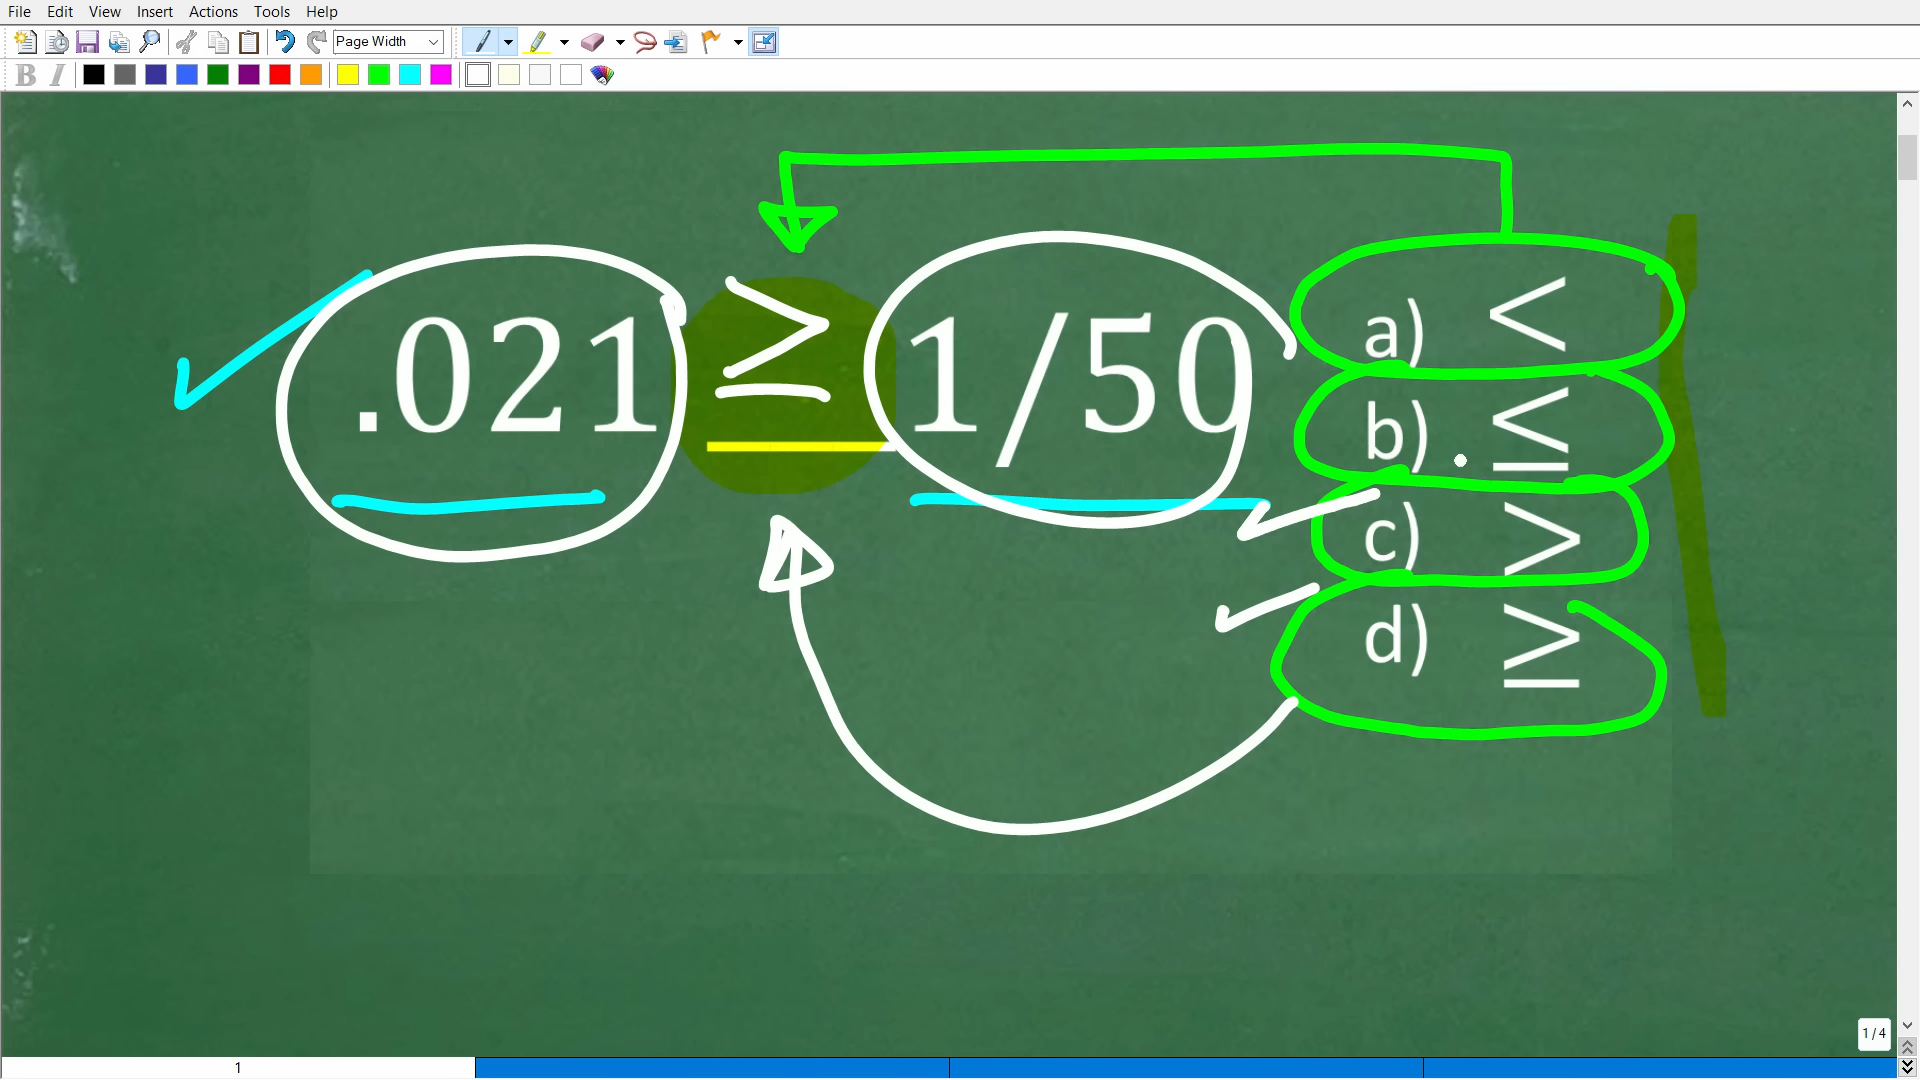 File Edit View Insert Actions Tools Help
Page Width
B I
.021 ≥ 1/50
a) <
b) ≤
c) >
d) ≥
1 / 4
1